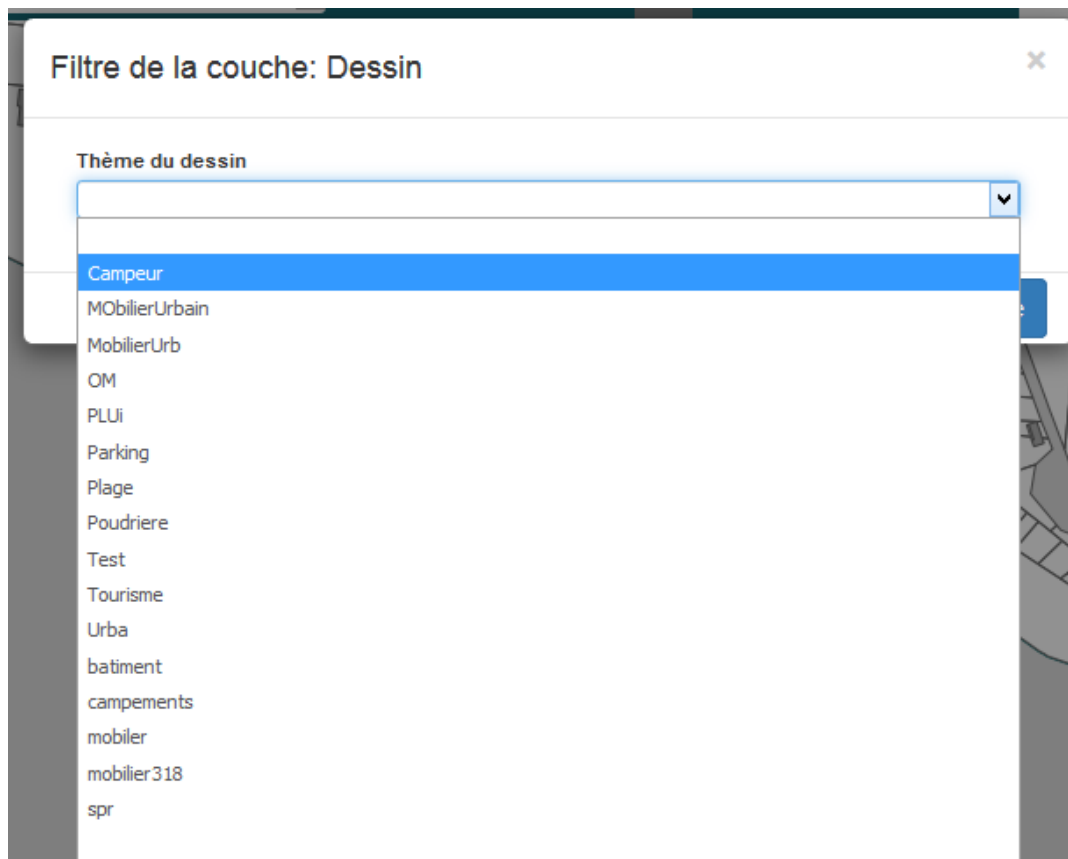 Filtre de la couche: Dessin
×
Thème du dessin
Campeur
MObilierUrbain
MobilierUrb
OM
PLUi
Parking
Plage
Poudriere
Test
Tourisme
Urba
batiment
campements
mobiler
mobilier318
spr